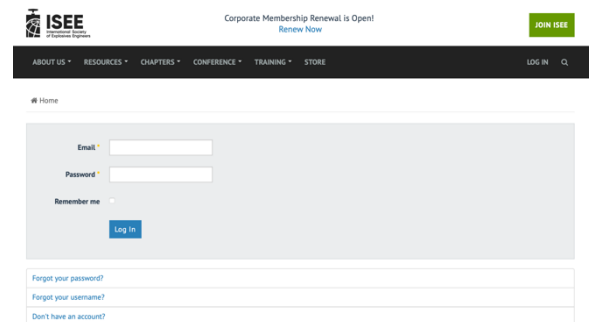 ISEE
International Society
of Explosives Engineers
Corporate Membership Renewal is Open!
Renew Now
JOIN ISEE
ABOUT US RESOURCES CHAPTERS CONFERENCE TRAINING STORE LOG IN
Home
Email *
Password *
Remember me
Log In
Forgot your password?
Forgot your username?
Don't have an account?